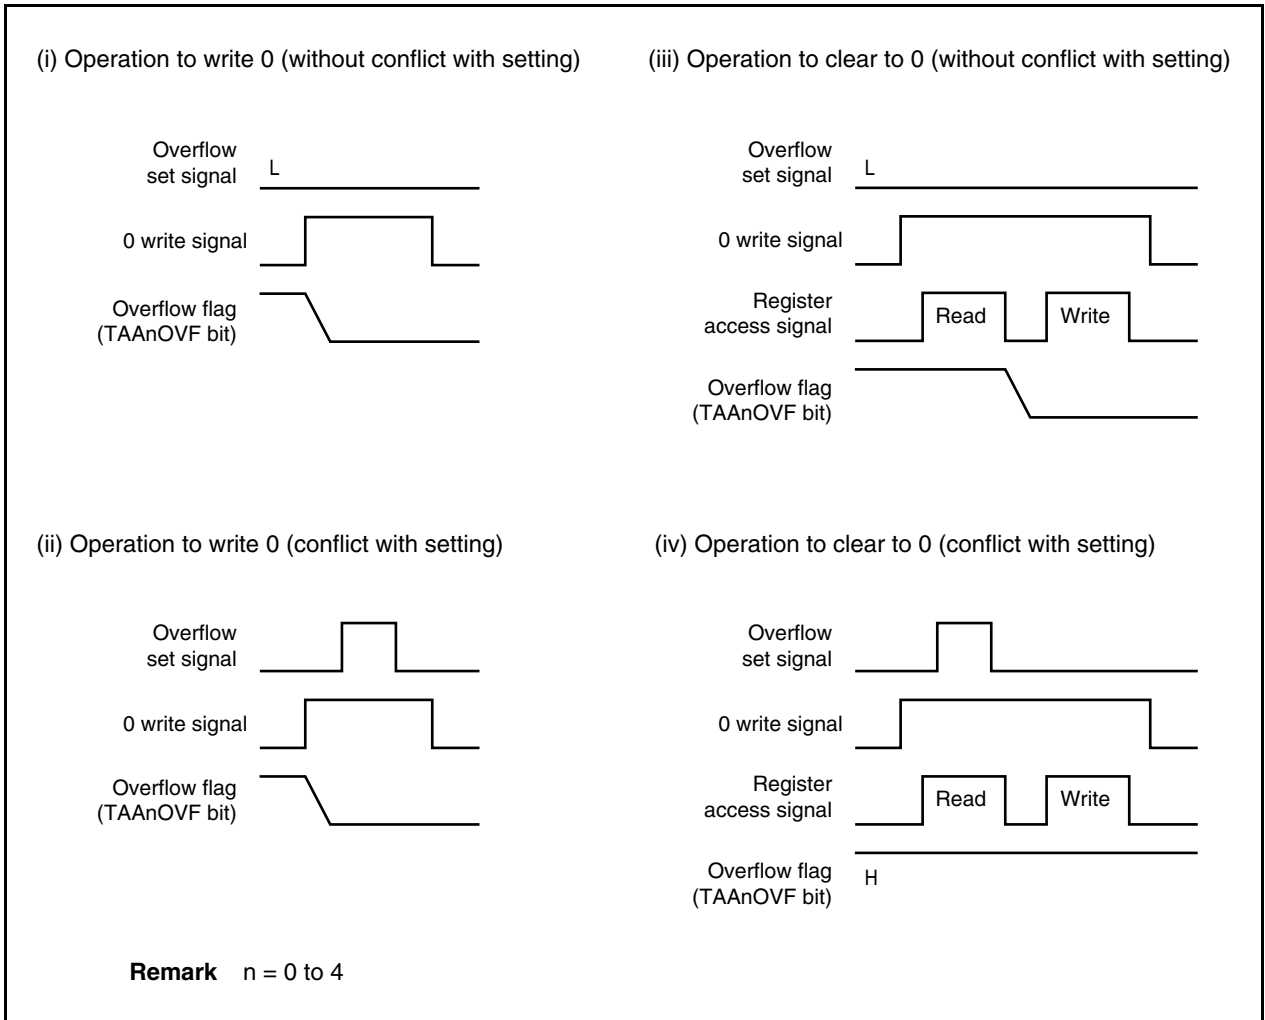 (i) Operation to write 0 (without conflict with setting)
Overflow
set signal
L
0 write signal
Overflow flag
(TAAnOVF bit)
(iii) Operation to clear to 0 (without conflict with setting)
Overflow
set signal
L
0 write signal
Register
access signal
Read
Write
Overflow flag
(TAAnOVF bit)
(ii) Operation to write 0 (conflict with setting)
Overflow
set signal
0 write signal
Overflow flag
(TAAnOVF bit)
(iv) Operation to clear to 0 (conflict with setting)
Overflow
set signal
0 write signal
Register
access signal
Read
Write
Overflow flag
(TAAnOVF bit)
H
Remark n = 0 to 4